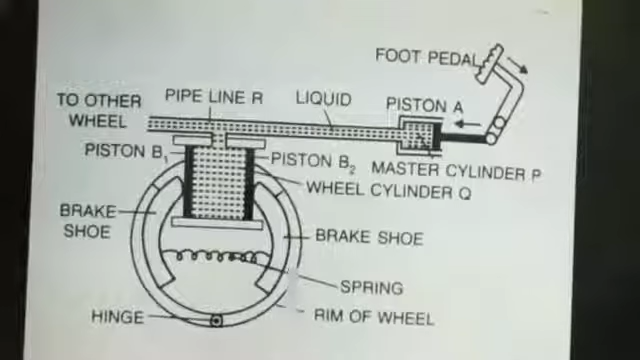 FOOT PEDAL
PIPE LINE R
LIQUID
PISTON A
TO OTHER
WHEEL
PISTON B1
PISTON B2
MASTER CYLINDER P
WHEEL CYLINDER Q
BRAKE
SHOE
BRAKE SHOE
SPRING
HINGE
RIM OF WHEEL